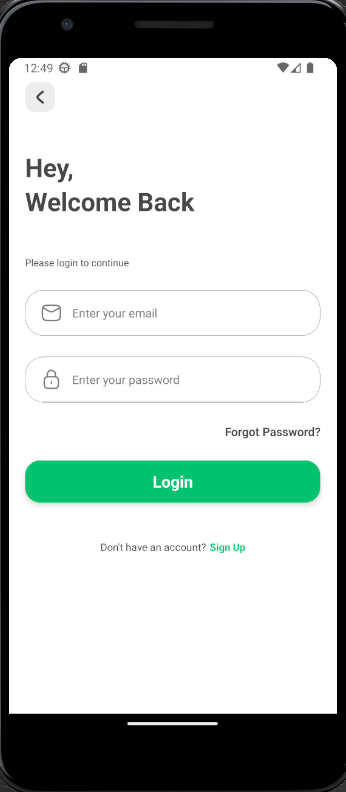 12:49
Hey,
Welcome Back
Please login to continue
Enter your email
Enter your password
Forgot Password?
Login
Don't have an account? Sign Up